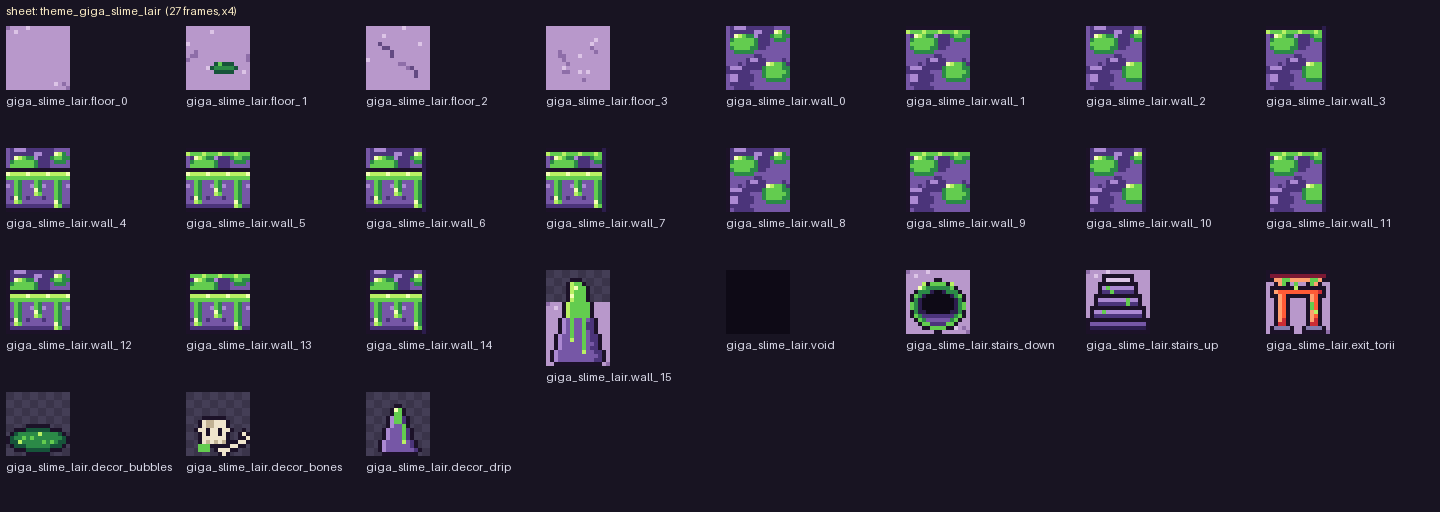 sheet: theme_giga_slime_lair (27 frames, x4)
giga_slime_lair.floor_0
giga_slime_lair.floor_1
giga_slime_lair.floor_2
giga_slime_lair.floor_3
giga_slime_lair.wall_0
giga_slime_lair.wall_1
giga_slime_lair.wall_2
giga_slime_lair.wall_3
giga_slime_lair.wall_4
giga_slime_lair.wall_5
giga_slime_lair.wall_6
giga_slime_lair.wall_7
giga_slime_lair.wall_8
giga_slime_lair.wall_9
giga_slime_lair.wall_10
giga_slime_lair.wall_11
giga_slime_lair.wall_12
giga_slime_lair.wall_13
giga_slime_lair.wall_14
giga_slime_lair.wall_15
giga_slime_lair.void
giga_slime_lair.stairs_down
giga_slime_lair.stairs_up
giga_slime_lair.exit_torii
giga_slime_lair.decor_bubbles
giga_slime_lair.decor_bones
giga_slime_lair.decor_drip